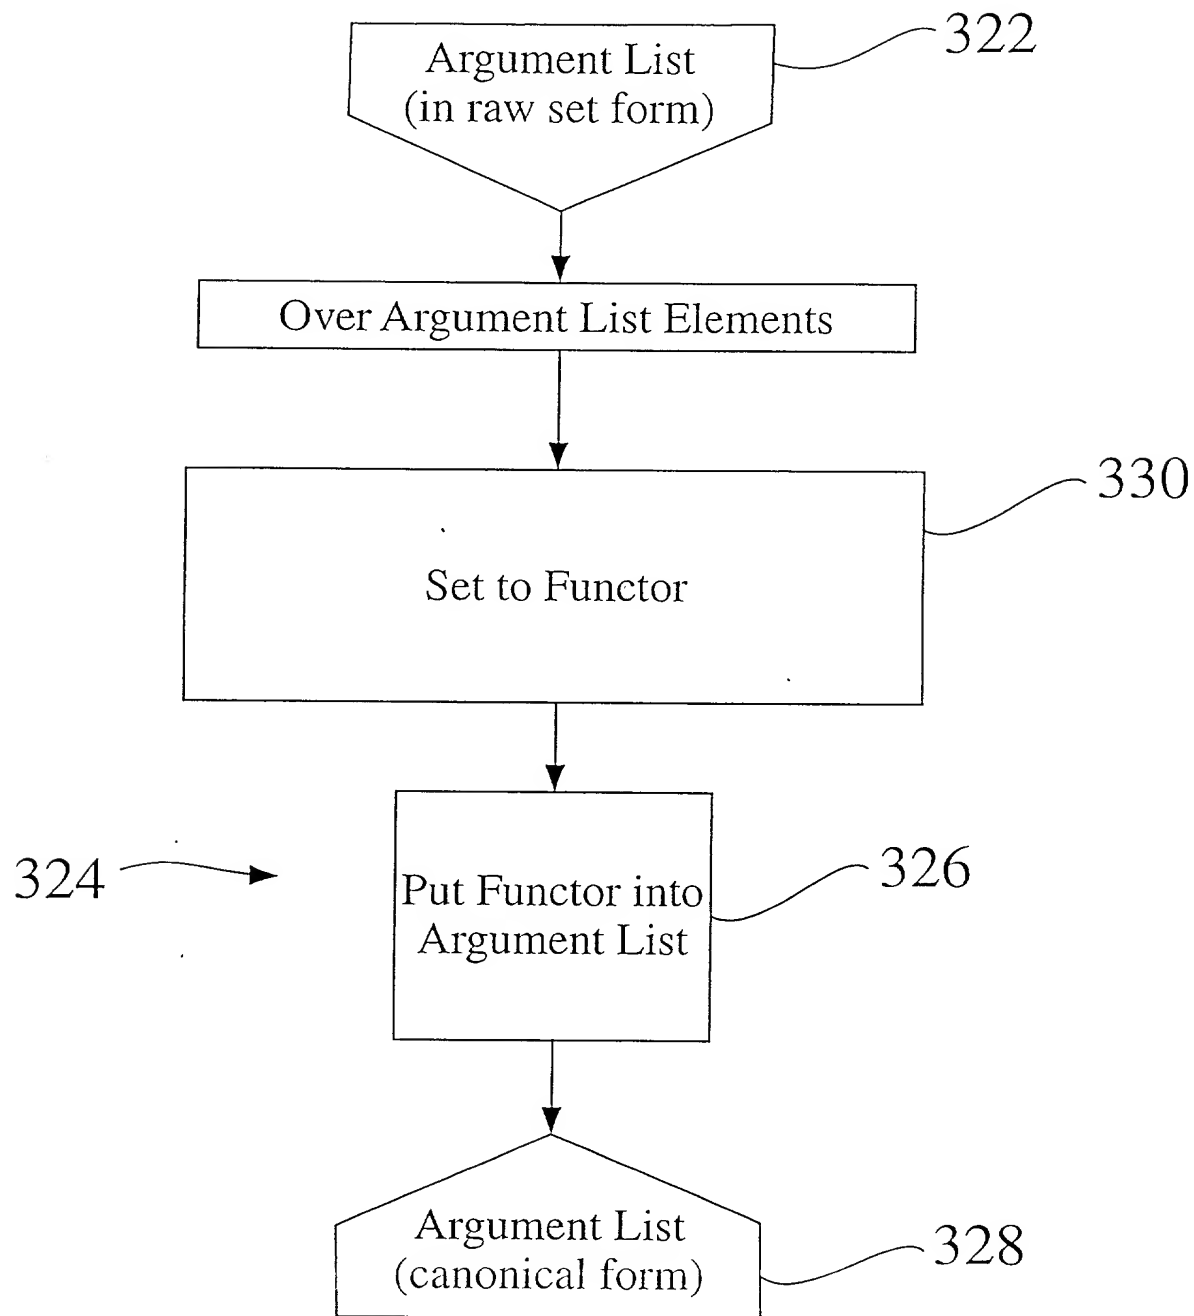 Argument List
(in raw set form)
322
Over Argument List Elements
330
Set to Functor
324
Put Functor into
Argument List
326
Argument List
(canonical form)
328